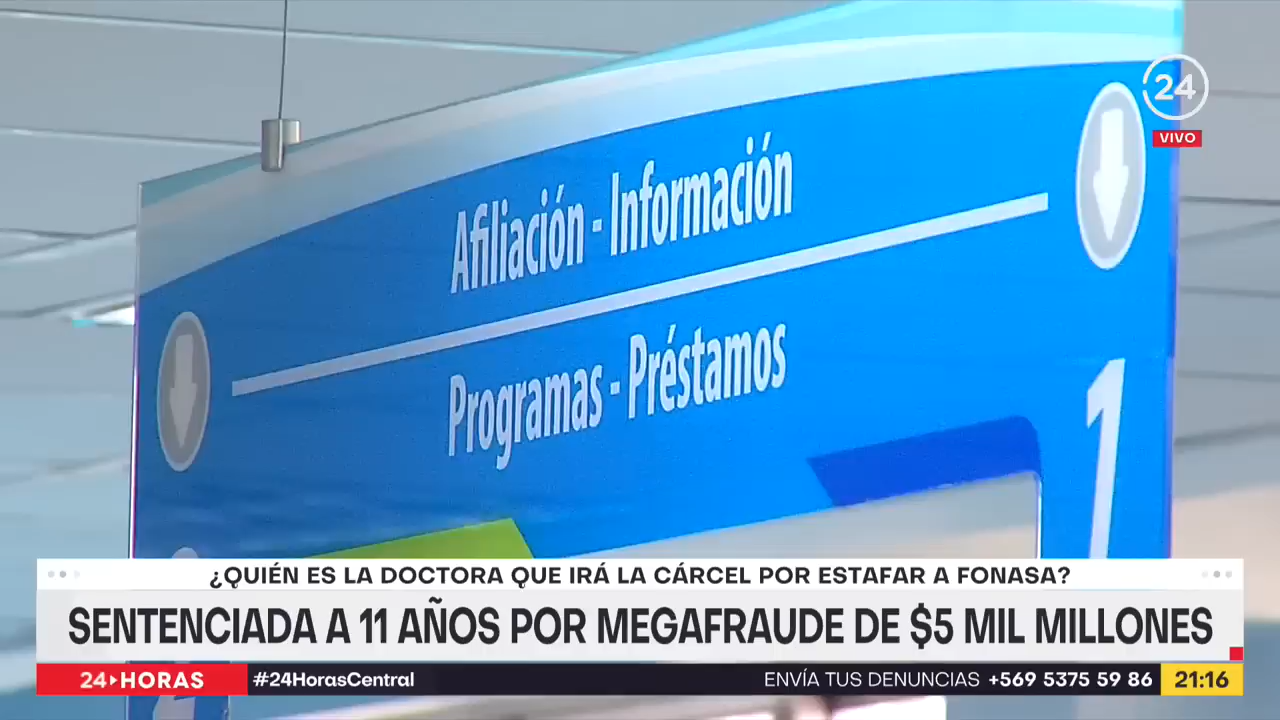 24
VIVO
Afiliación - Información
Programas - Préstamos
1
¿QUIÉN ES LA DOCTORA QUE IRÁ LA CÁRCEL POR ESTAFAR A FONASA?
SENTENCIADA A 11 AÑOS POR MEGAFRAUDE DE $5 MIL MILLONES
24 HORAS
#24HorasCentral
ENVÍA TUS DENUNCIAS +569 5375 59 86
21:16